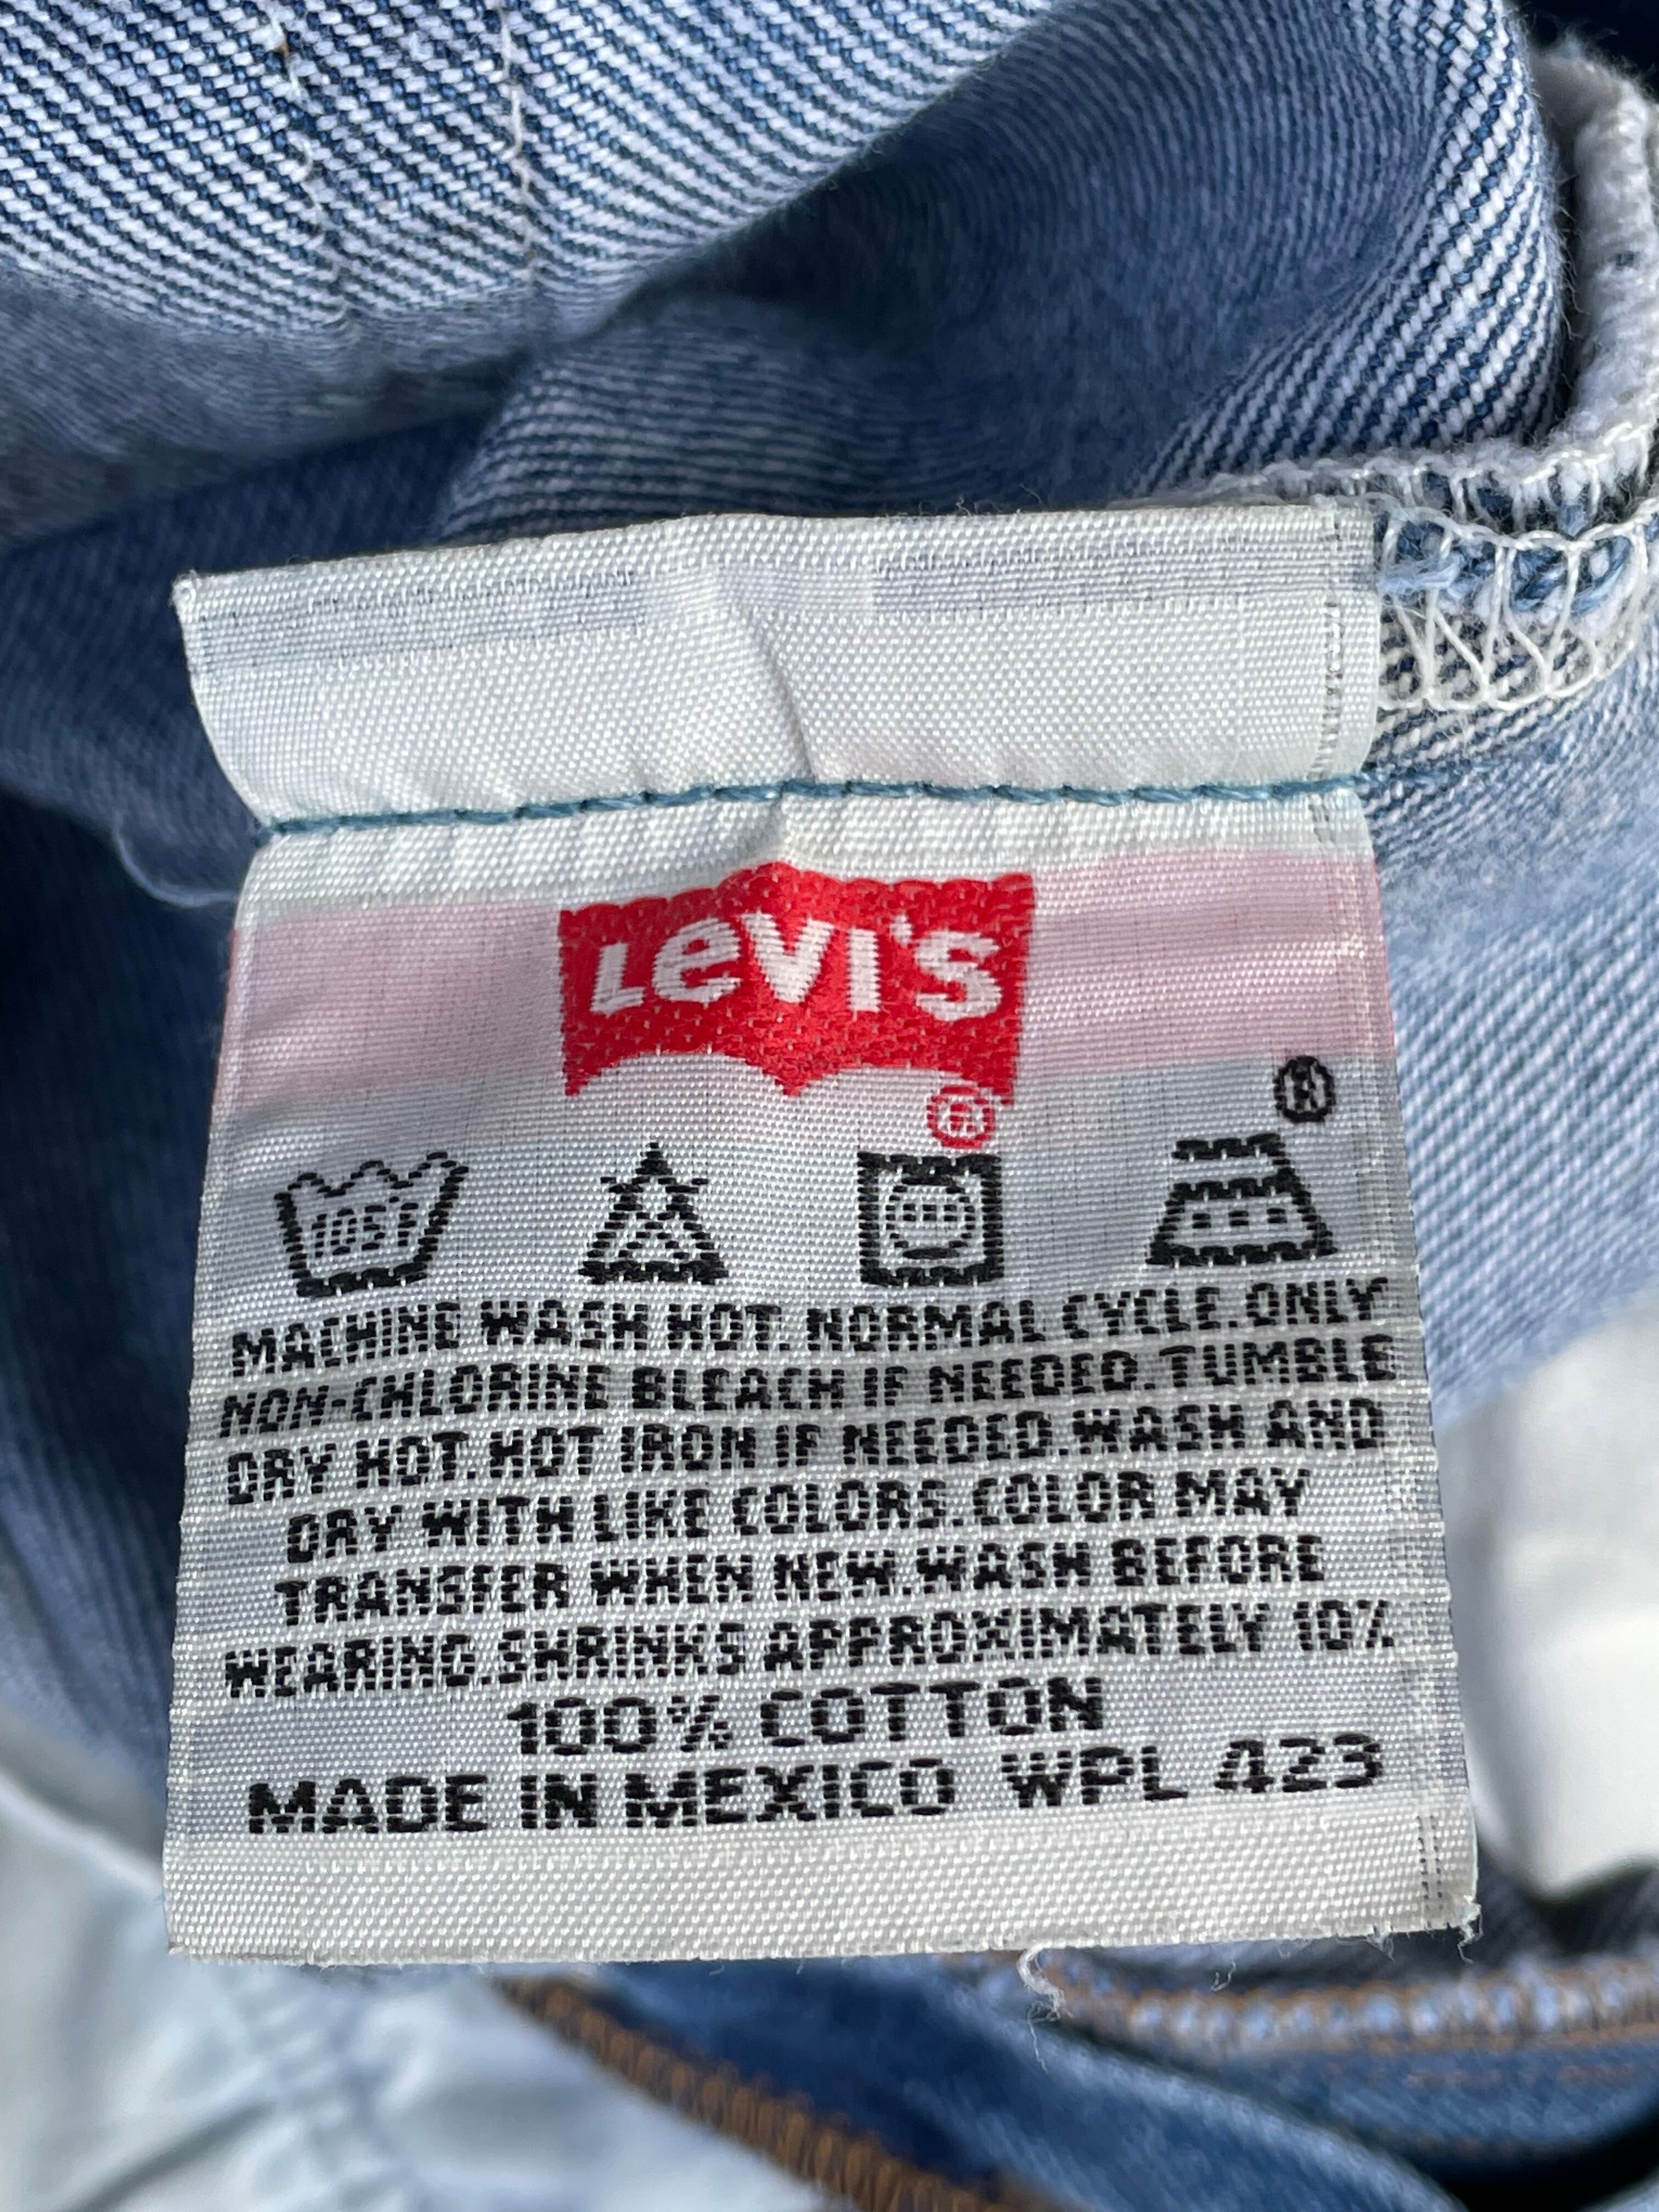 LEVI'S
®
®
105F
MACHINE WASH HOT. NORMAL CYCLE. ONLY
NON-CHLORINE BLEACH IF NEEDED. TUMBLE
DRY HOT. HOT IRON IF NEEDED. WASH AND
DRY WITH LIKE COLORS. COLOR MAY
TRANSFER WHEN NEW. WASH BEFORE
WEARING. SHRINKS APPROXIMATELY 10%
100% COTTON
MADE IN MEXICO WPL 423